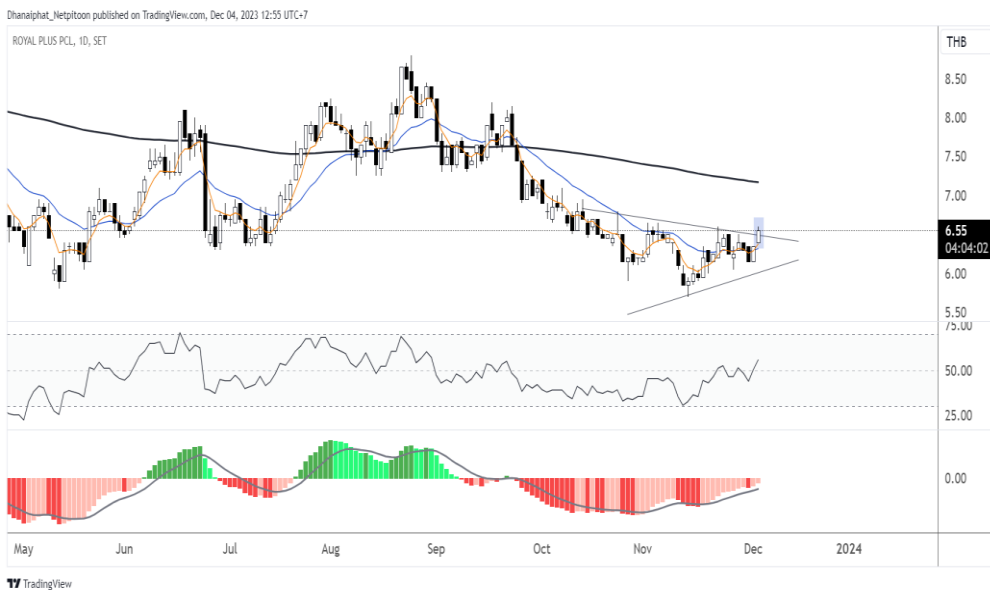 Dhanaiphat_Netpitoon published on TradingView.com, Dec 04, 2023 12:55 UTC+7
ROYAL PLUS PCL, 1D, SET
THB
8.50
8.00
7.50
7.00
6.55
04:04:02
6.00
5.50
75.00
50.00
25.00
0.00
May Jun Jul Aug Sep Oct Nov Dec 2024
TradingView